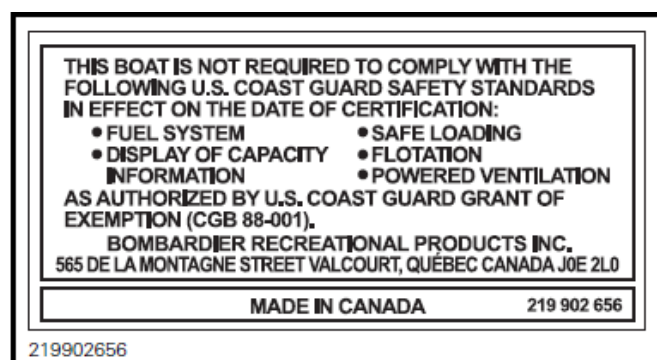 THIS BOAT IS NOT REQUIRED TO COMPLY WITH THE
FOLLOWING U.S. COAST GUARD SAFETY STANDARDS
IN EFFECT ON THE DATE OF CERTIFICATION:
● FUEL SYSTEM ● SAFE LOADING
● DISPLAY OF CAPACITY ● FLOTATION
INFORMATION ● POWERED VENTILATION
AS AUTHORIZED BY U.S. COAST GUARD GRANT OF
EXEMPTION (CGB 88-001).
BOMBARDIER RECREATIONAL PRODUCTS INC.
565 DE LA MONTAGNE STREET VALCOURT, QUÉBEC CANADA J0E 2L0
MADE IN CANADA 219 902 656
219902656